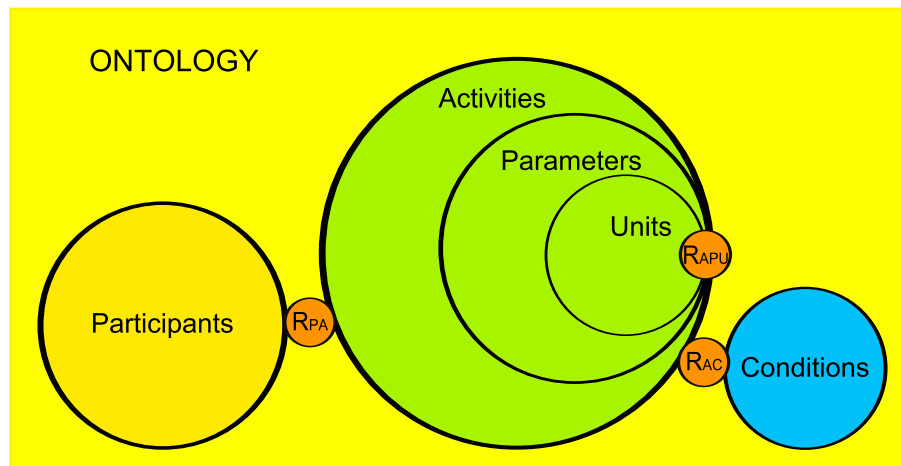 ONTOLOGY
Activities
Parameters
Units
RAPU
Participants
RPA
RAC
Conditions